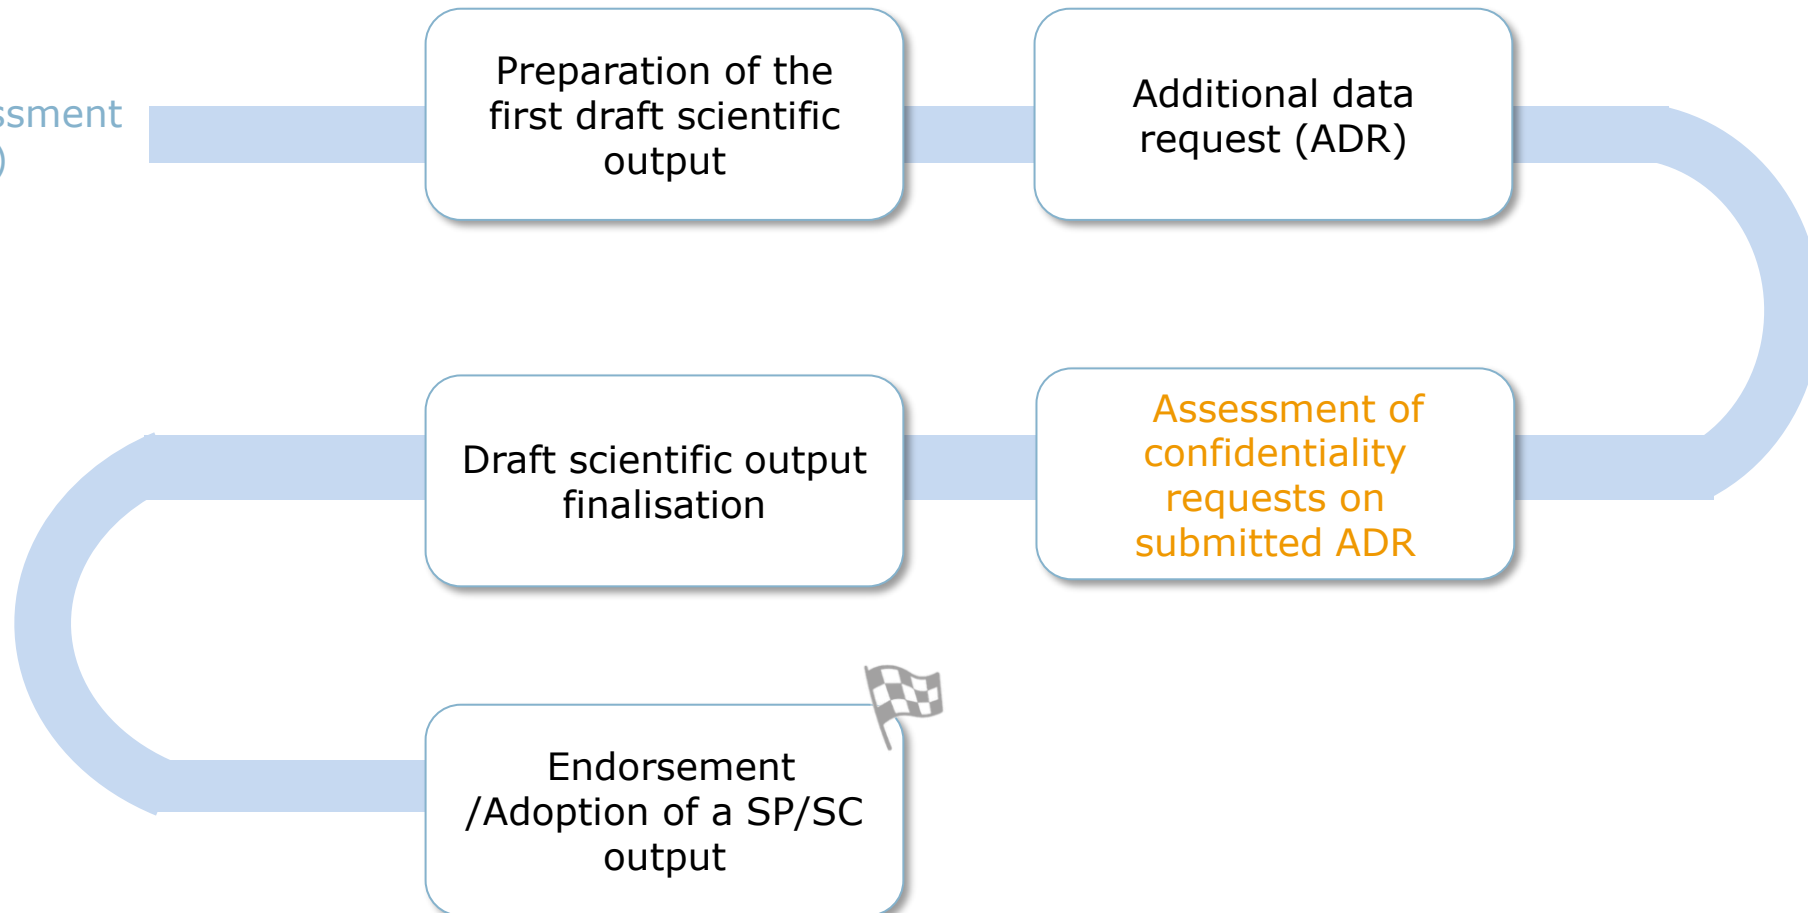 Preparation of the
first draft scientific
output
Additional data
request (ADR)
)
Assessment of
confidentiality
requests on
submitted ADR
Draft scientific output
finalisation
Endorsement
/Adoption of a SP/SC
output